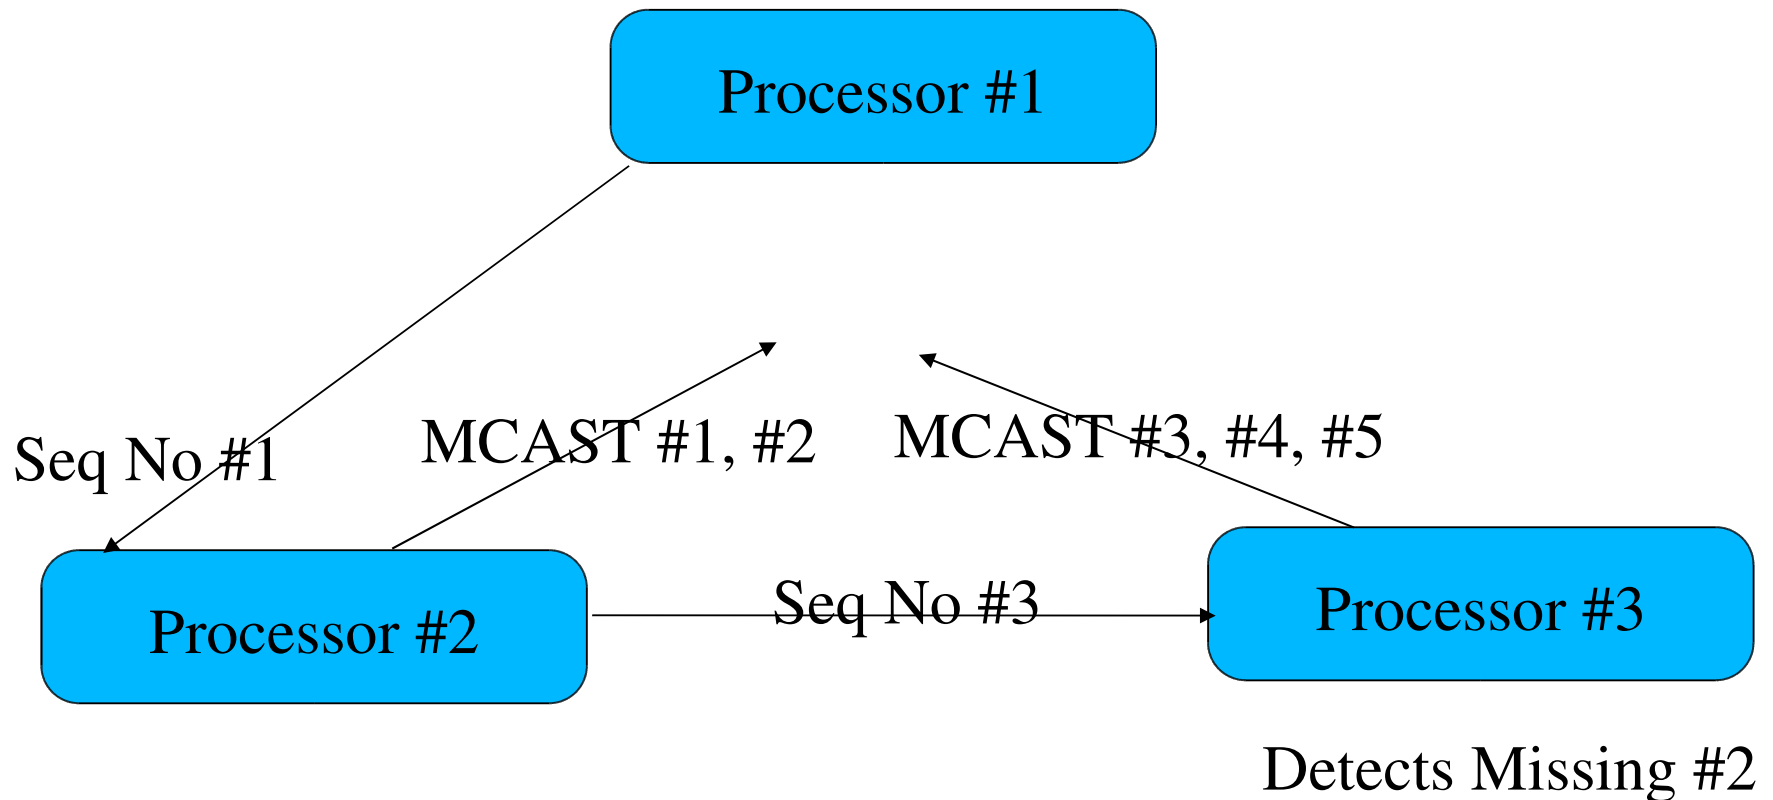 Processor #1
Seq No #1
MCAST #1, #2
MCAST #3, #4, #5
Processor #2
Seq No #3
Processor #3
Detects Missing #2